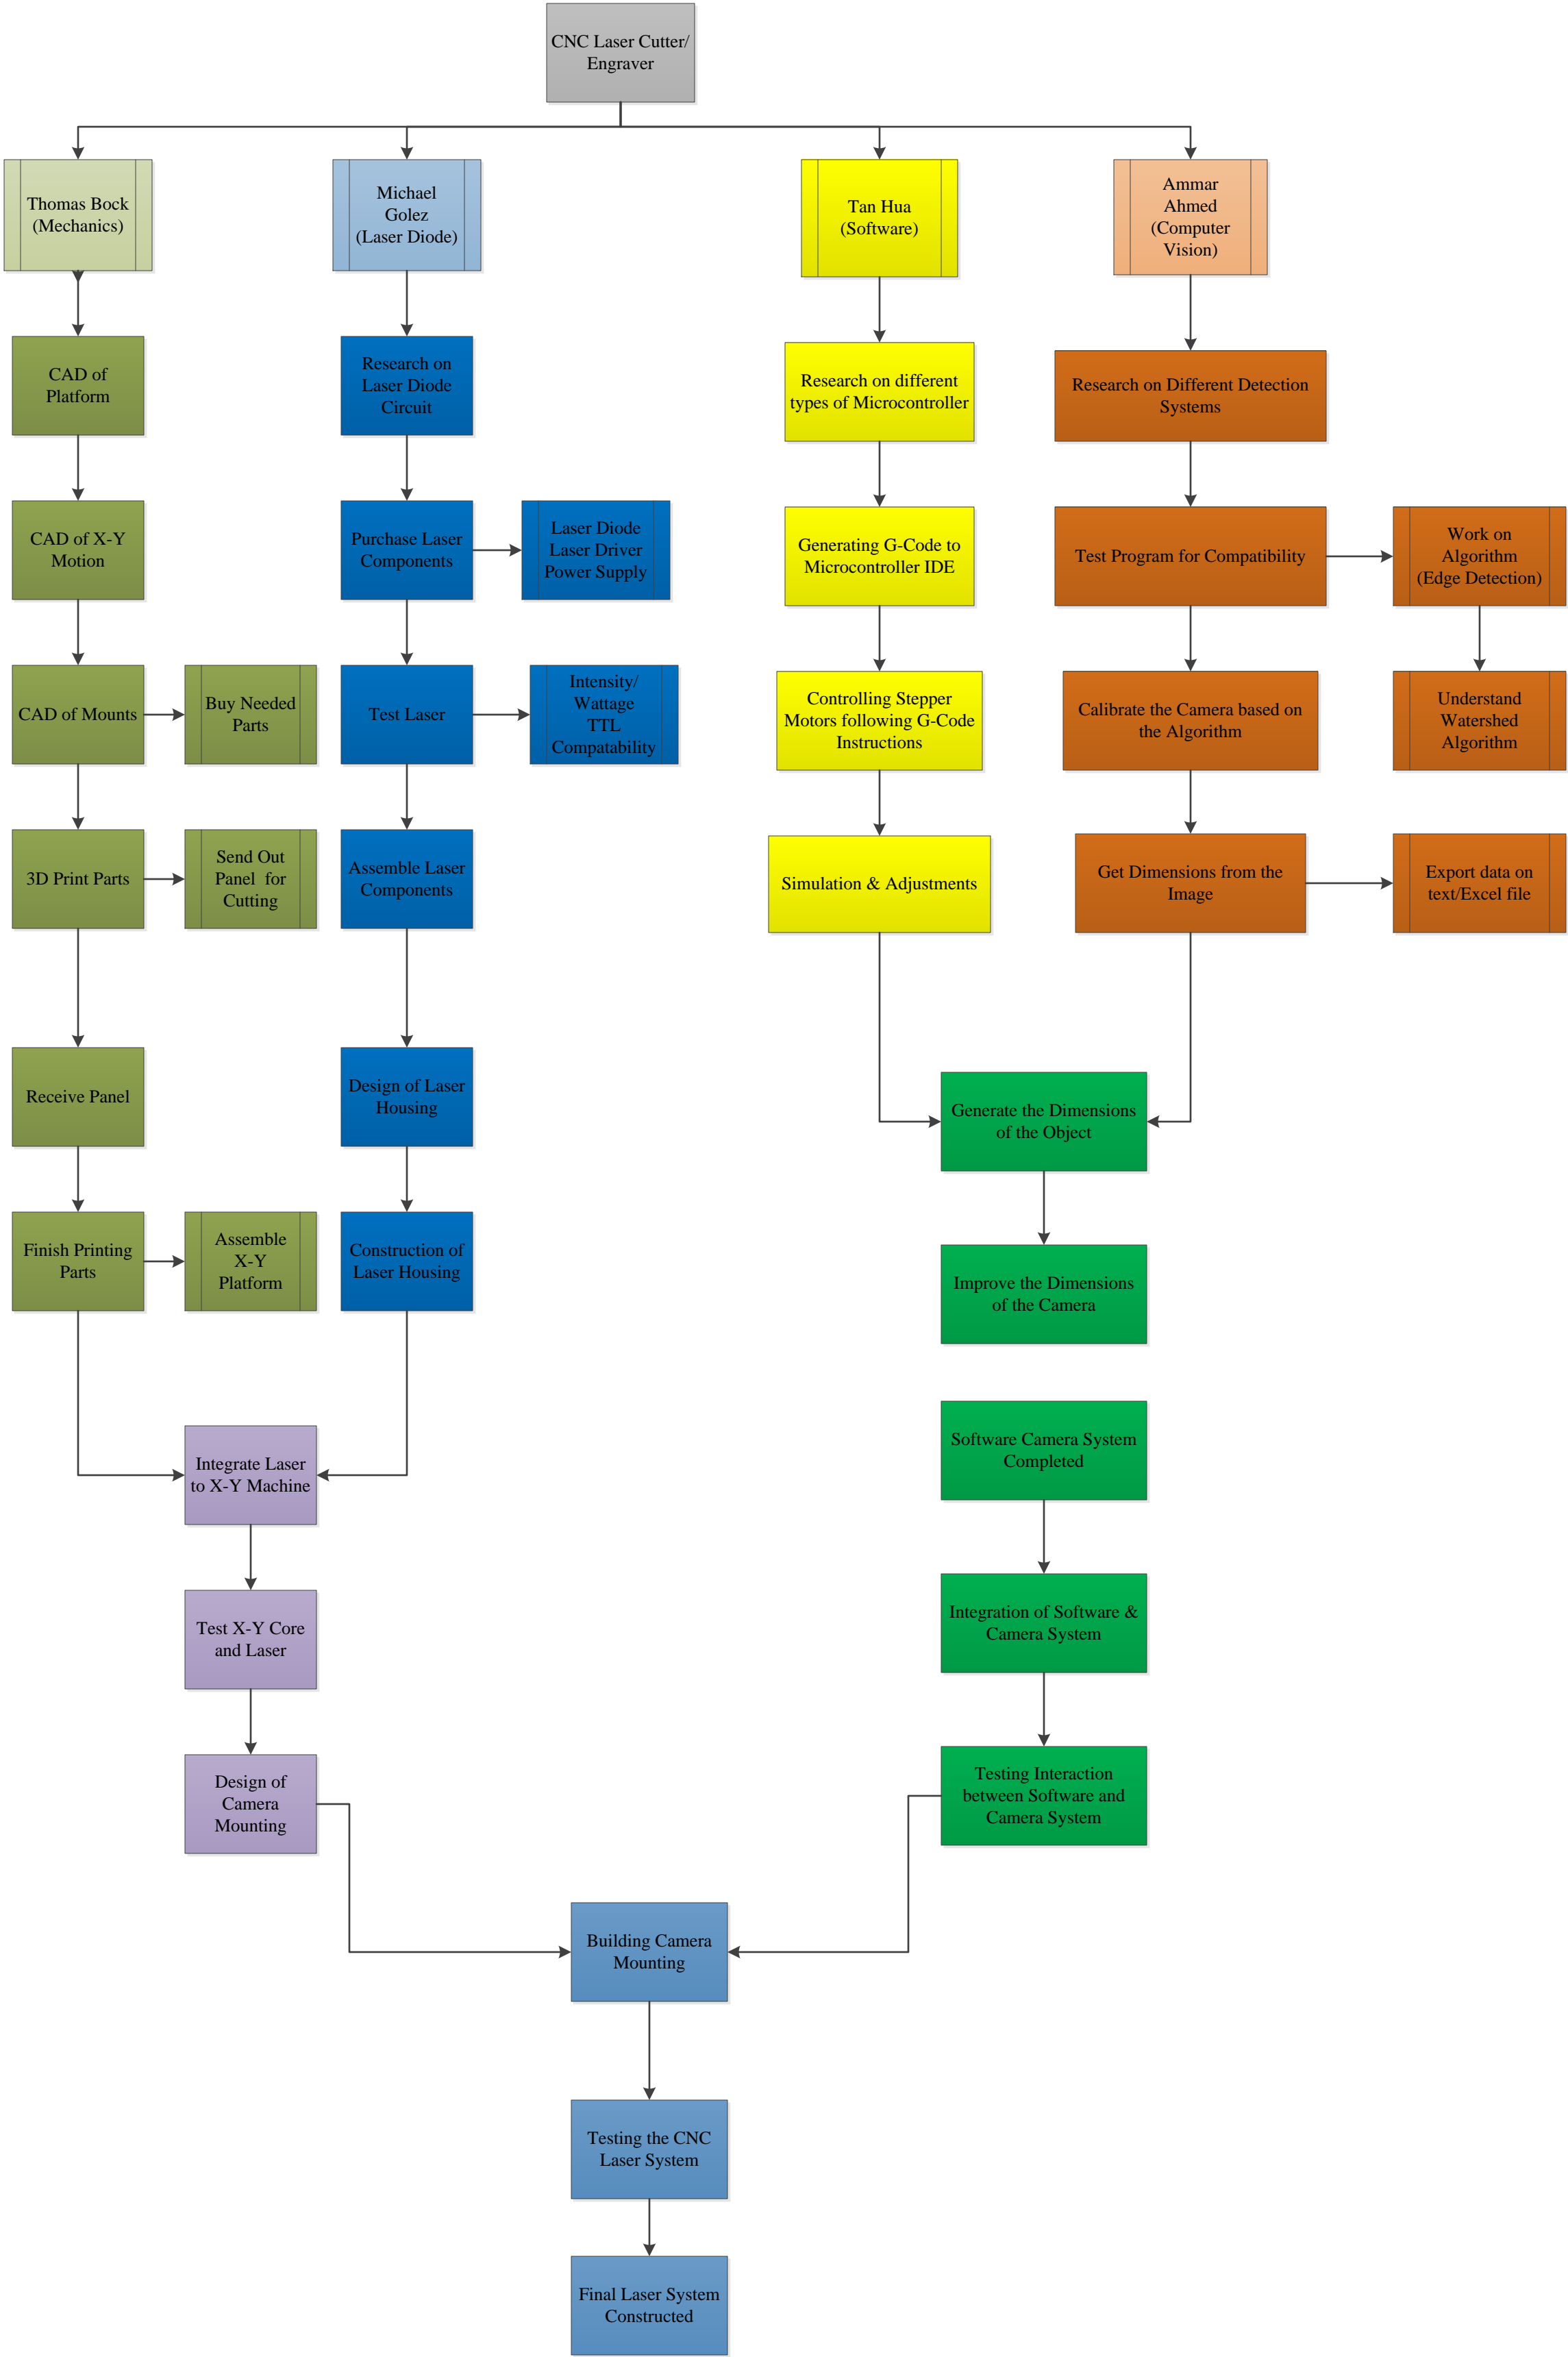 CNC Laser Cutter/
Engraver
Thomas Bock
(Mechanics)
Michael
Golez
(Laser Diode)
Tan Hua
(Software)
Ammar
Ahmed
(Computer
Vision)
CAD of
Platform
Research on
Laser Diode
Circuit
Research on different
types of Microcontroller
Research on Different Detection
Systems
CAD of X-Y
Motion
Purchase Laser
Components
Laser Diode
Laser Driver
Power Supply
Generating G-Code to
Microcontroller IDE
Test Program for Compatibility
Work on
Algorithm
(Edge Detection)
CAD of Mounts
Buy Needed
Parts
Test Laser
Intensity/
Wattage
TTL
Compatability
Controlling Stepper
Motors following G-Code
Instructions
Calibrate the Camera based on
the Algorithm
Understand
Watershed
Algorithm
3D Print Parts
Send Out
Panel for
Cutting
Assemble Laser
Components
Simulation & Adjustments
Get Dimensions from the
Image
Export data on
text/Excel file
Receive Panel
Design of Laser
Housing
Generate the Dimensions
of the Object
Finish Printing
Parts
Assemble
X-Y
Platform
Construction of
Laser Housing
Improve the Dimensions
of the Camera
Integrate Laser
to X-Y Machine
Software Camera System
Completed
Test X-Y Core
and Laser
Integration of Software &
Camera System
Design of
Camera
Mounting
Testing Interaction
between Software and
Camera System
Building Camera
Mounting
Testing the CNC
Laser System
Final Laser System
Constructed